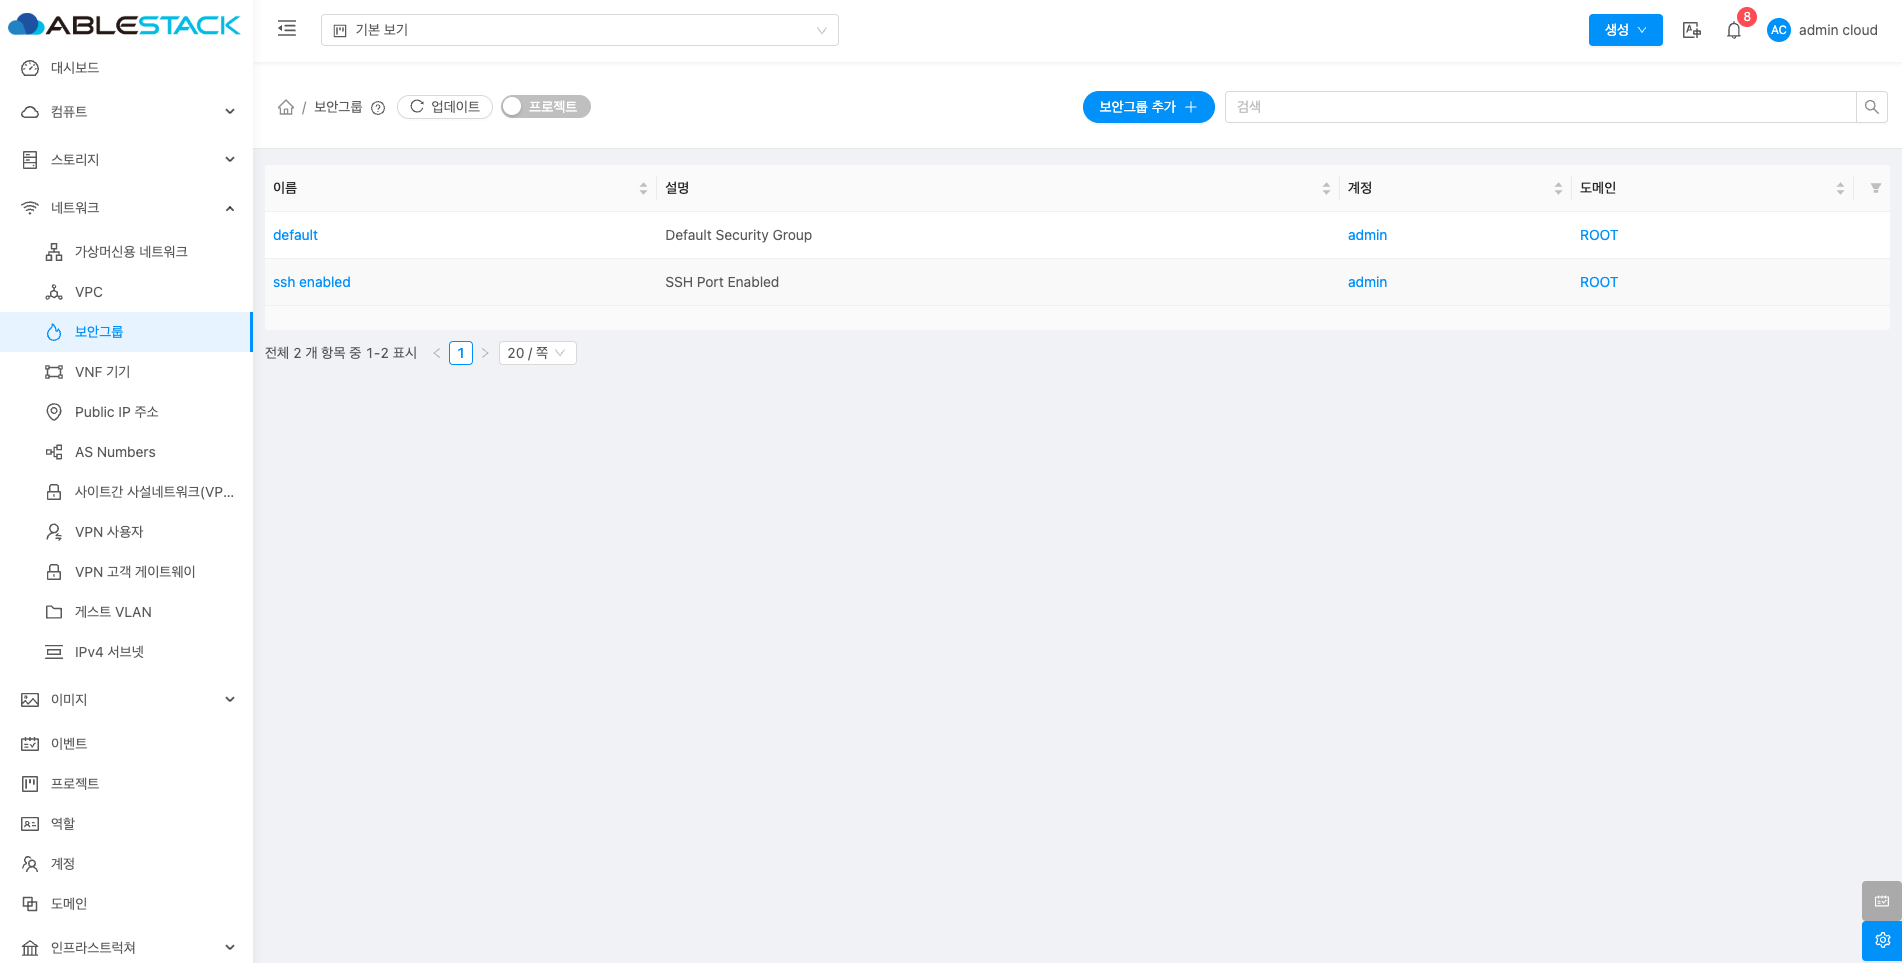 ABLESTACK
기본 보기
생성
8
AC
admin cloud
대시보드
컴퓨트
스토리지
네트워크
가상머신용 네트워크
VPC
보안그룹
VNF 기기
Public IP 주소
AS Numbers
사이트간 사설네트워크(VP...
VPN 사용자
VPN 고객 게이트웨이
게스트 VLAN
IPv4 서브넷
이미지
이벤트
프로젝트
역할
계정
도메인
인프라스트럭쳐
/ 보안그룹
업데이트
프로젝트
보안그룹 추가
검색
이름 설명 계정 도메인
default Default Security Group admin ROOT
ssh enabled SSH Port Enabled admin ROOT
전체 2 개 항목 중 1-2 표시
1
20 / 쪽